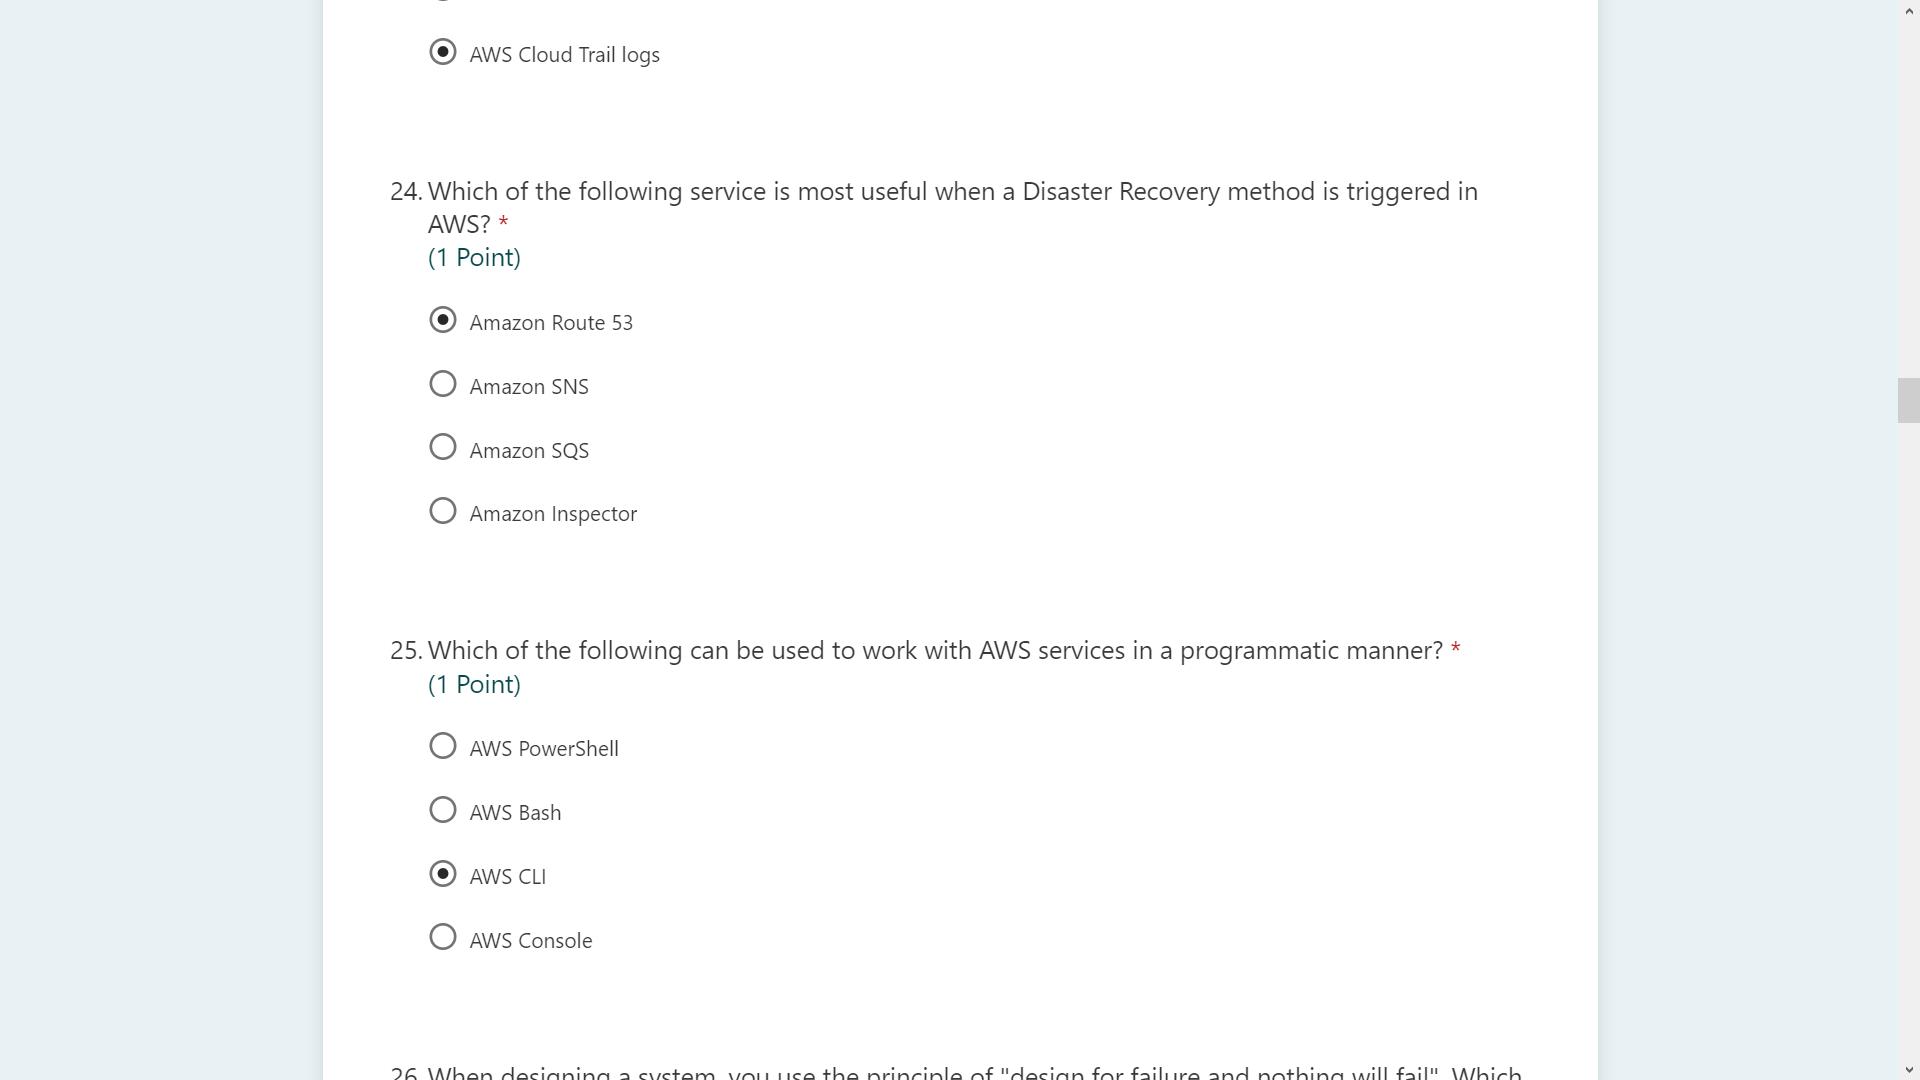 AWS Cloud Trail logs
24. Which of the following service is most useful when a Disaster Recovery method is triggered in
AWS? *
(1 Point)
Amazon Route 53
Amazon SNS
Amazon SQS
Amazon Inspector
25. Which of the following can be used to work with AWS services in a programmatic manner? *
(1 Point)
AWS PowerShell
AWS Bash
AWS CLI
AWS Console
26. When designing a system, you use the principle of "design for failure and nothing will fail". Which